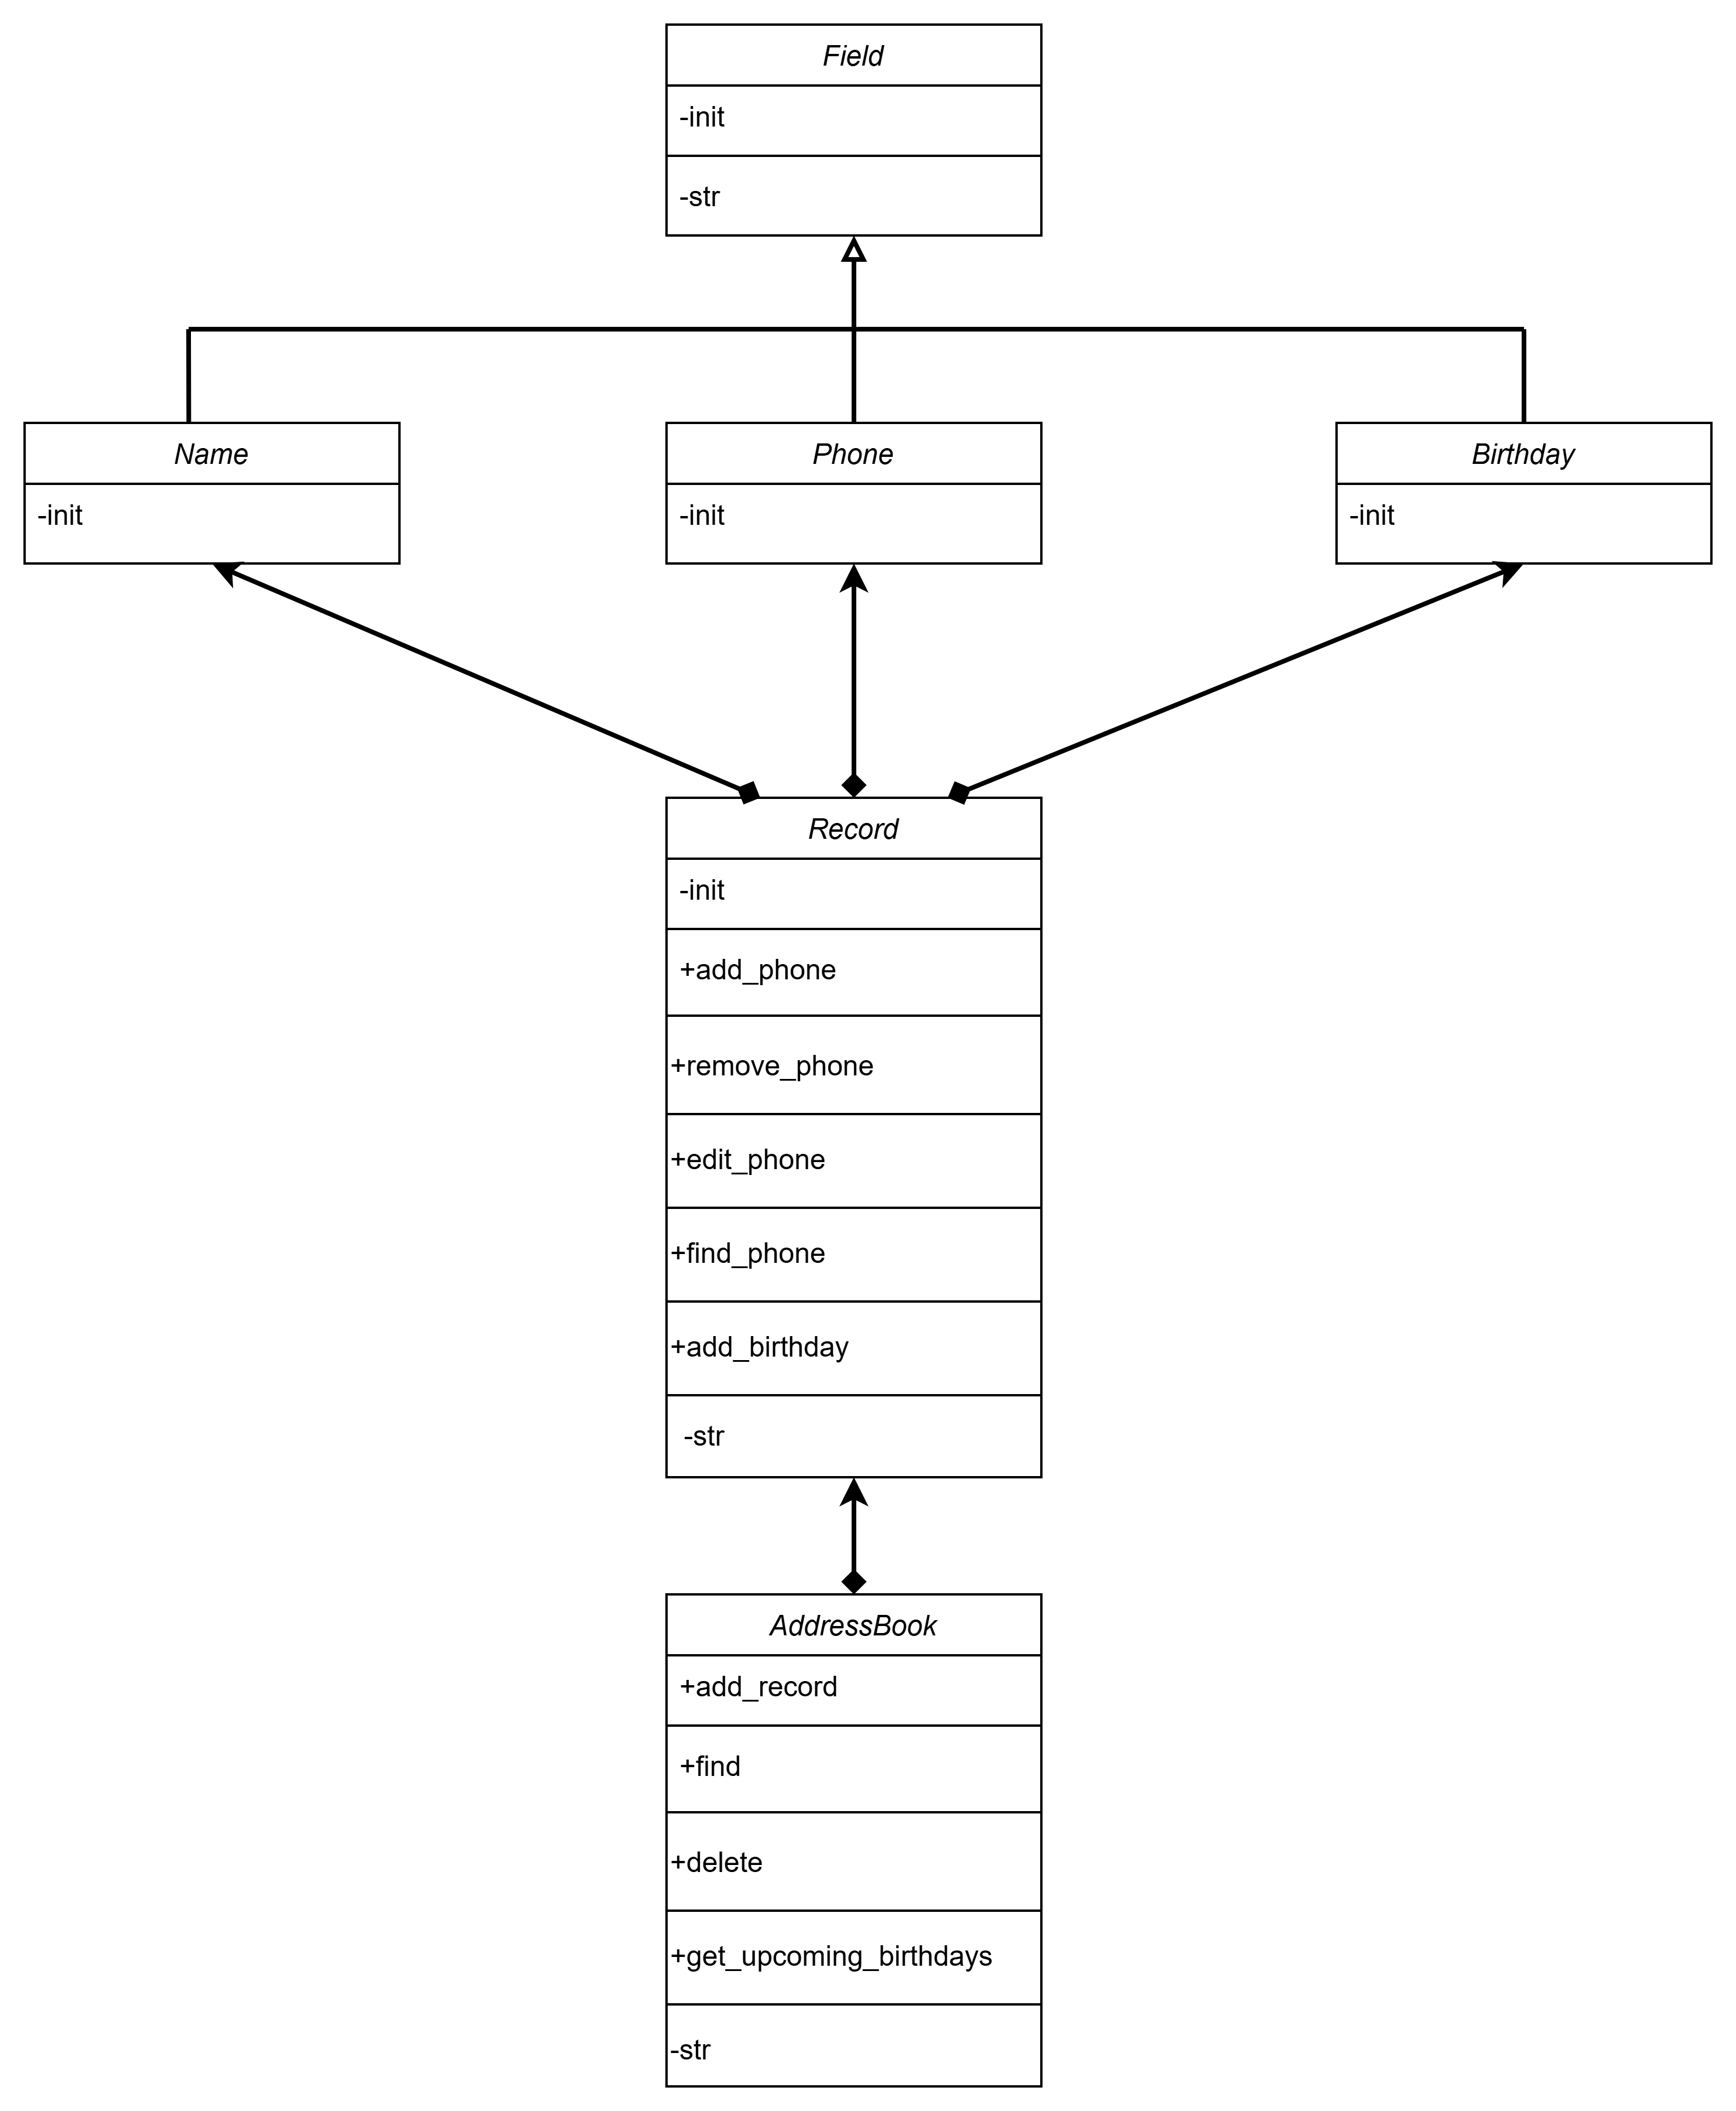 Field
-init
-str
Name
-init
Phone
-init
Birthday
-init
Record
-init
+add_phone
+remove_phone
+edit_phone
+find_phone
+add_birthday
-str
AddressBook
+add_record
+find
+delete
+get_upcoming_birthdays
-str